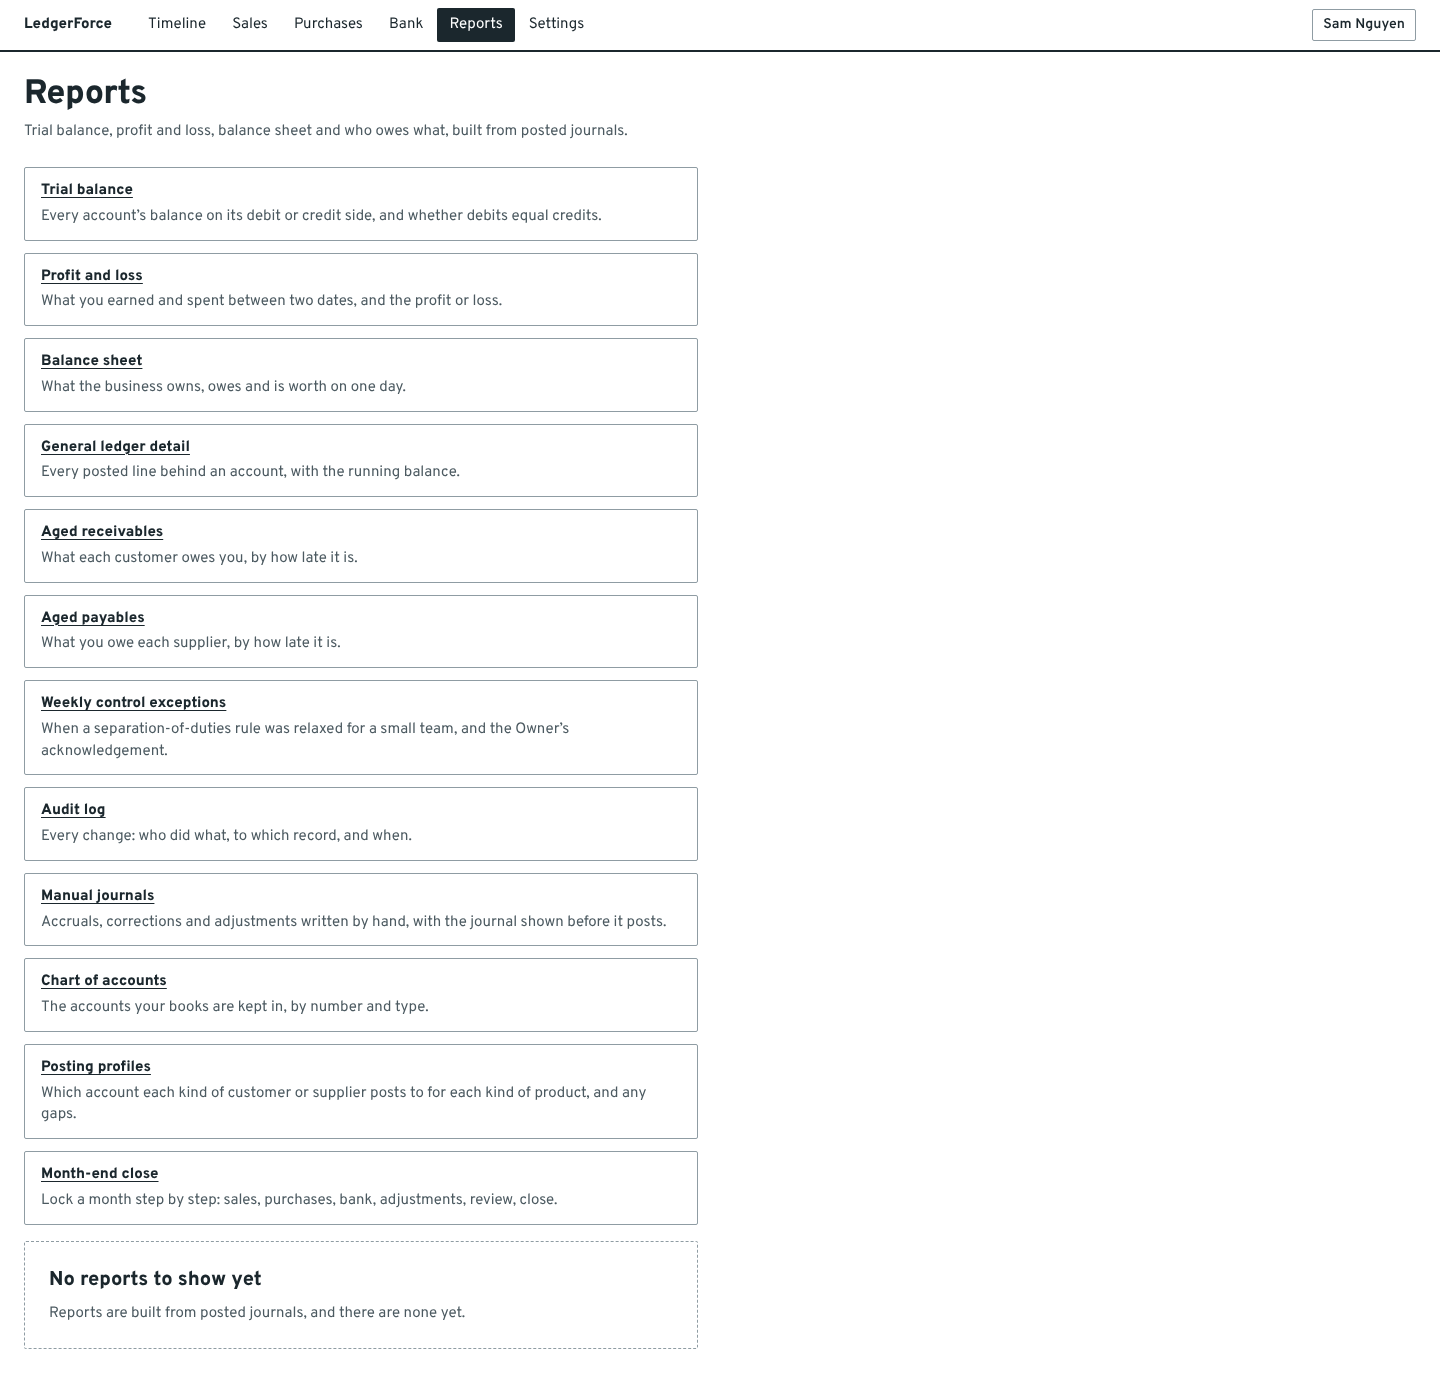 LedgerForce
Timeline
Sales
Purchases
Bank
Reports
Settings
Sam Nguyen
Reports
Trial balance, profit and loss, balance sheet and who owes what, built from posted journals.
Trial balance
Every account’s balance on its debit or credit side, and whether debits equal credits.
Profit and loss
What you earned and spent between two dates, and the profit or loss.
Balance sheet
What the business owns, owes and is worth on one day.
General ledger detail
Every posted line behind an account, with the running balance.
Aged receivables
What each customer owes you, by how late it is.
Aged payables
What you owe each supplier, by how late it is.
Weekly control exceptions
When a separation-of-duties rule was relaxed for a small team, and the Owner’s
acknowledgement.
Audit log
Every change: who did what, to which record, and when.
Manual journals
Accruals, corrections and adjustments written by hand, with the journal shown before it posts.
Chart of accounts
The accounts your books are kept in, by number and type.
Posting profiles
Which account each kind of customer or supplier posts to for each kind of product, and any
gaps.
Month-end close
Lock a month step by step: sales, purchases, bank, adjustments, review, close.
No reports to show yet
Reports are built from posted journals, and there are none yet.